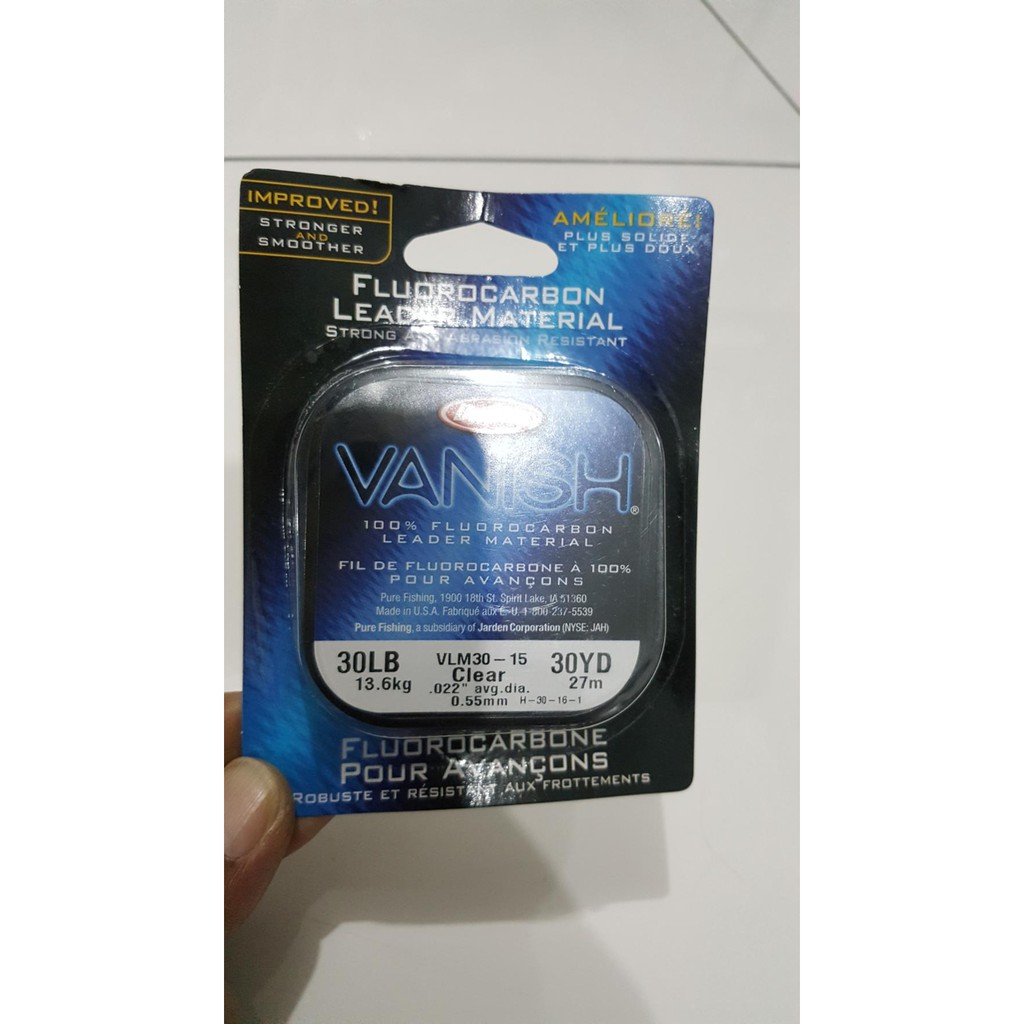 IMPROVED!
STRONGER
AND
SMOOTHER
AMÉLIORÉ!
PLUS SOLIDE
ET PLUS DOUX
FLUOROCARBON
LEADER MATERIAL
STRONG AND ABRASION RESISTANT
VANISH®
100% FLUOROCARBON
LEADER MATERIAL
FIL DE FLUOROCARBONE À 100%
POUR AVANÇONS
Pure Fishing, 1900 18th St. Spirit Lake, IA 51360
Made in U.S.A. Fabriqué aux É-U. 1-800-237-5539
Pure Fishing, a subsidiary of Jarden Corporation (NYSE: JAH)
30LB VLM30-15 30YD
13.6kg Clear 27m
.022" avg.dia.
0.55mm H-30-16-1
FLUOROCARBONE
POUR AVANÇONS
ROBUSTE ET RÉSISTANT AUX FROTTEMENTS